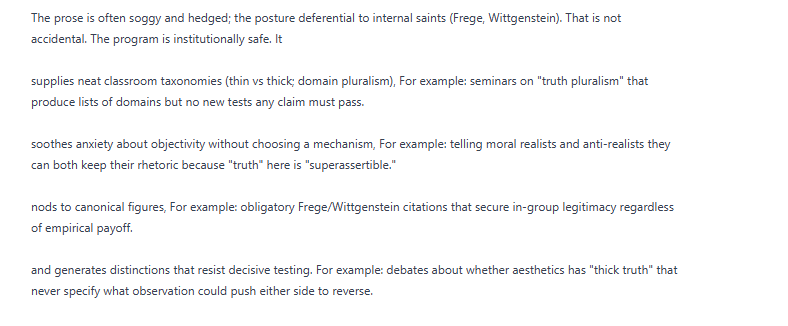 The prose is often soggy and hedged; the posture deferential to internal saints (Frege, Wittgenstein). That is not
accidental. The program is institutionally safe. It
supplies neat classroom taxonomies (thin vs thick; domain pluralism), For example: seminars on "truth pluralism" that
produce lists of domains but no new tests any claim must pass.
soothes anxiety about objectivity without choosing a mechanism, For example: telling moral realists and anti-realists they
can both keep their rhetoric because "truth" here is "superassertible."
nods to canonical figures, For example: obligatory Frege/Wittgenstein citations that secure in-group legitimacy regardless
of empirical payoff.
and generates distinctions that resist decisive testing. For example: debates about whether aesthetics has "thick truth" that
never specify what observation could push either side to reverse.